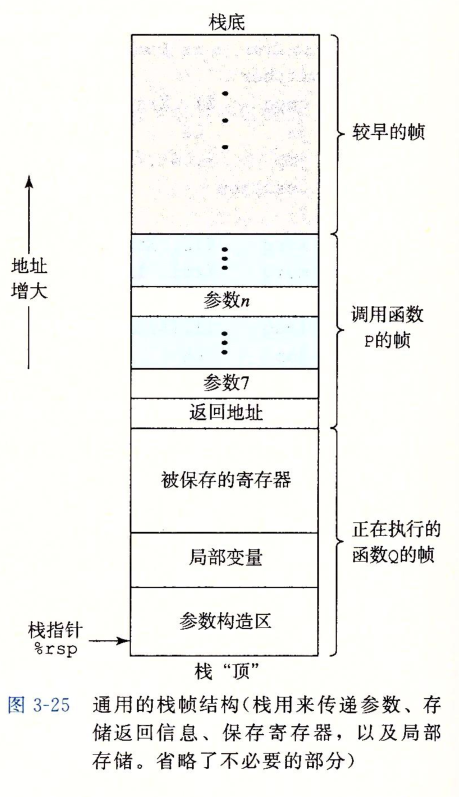 栈底
较早的帧
地址
增大
参数n
调用函数
P的帧
参数7
返回地址
被保存的寄存器
正在执行的
函数Q的帧
局部变量
参数构造区
栈指针
%rsp
栈“顶”
图 3-25 通用的栈帧结构(栈用来传递参数、存
储返回信息、保存寄存器，以及局部
存储。省略了不必要的部分)